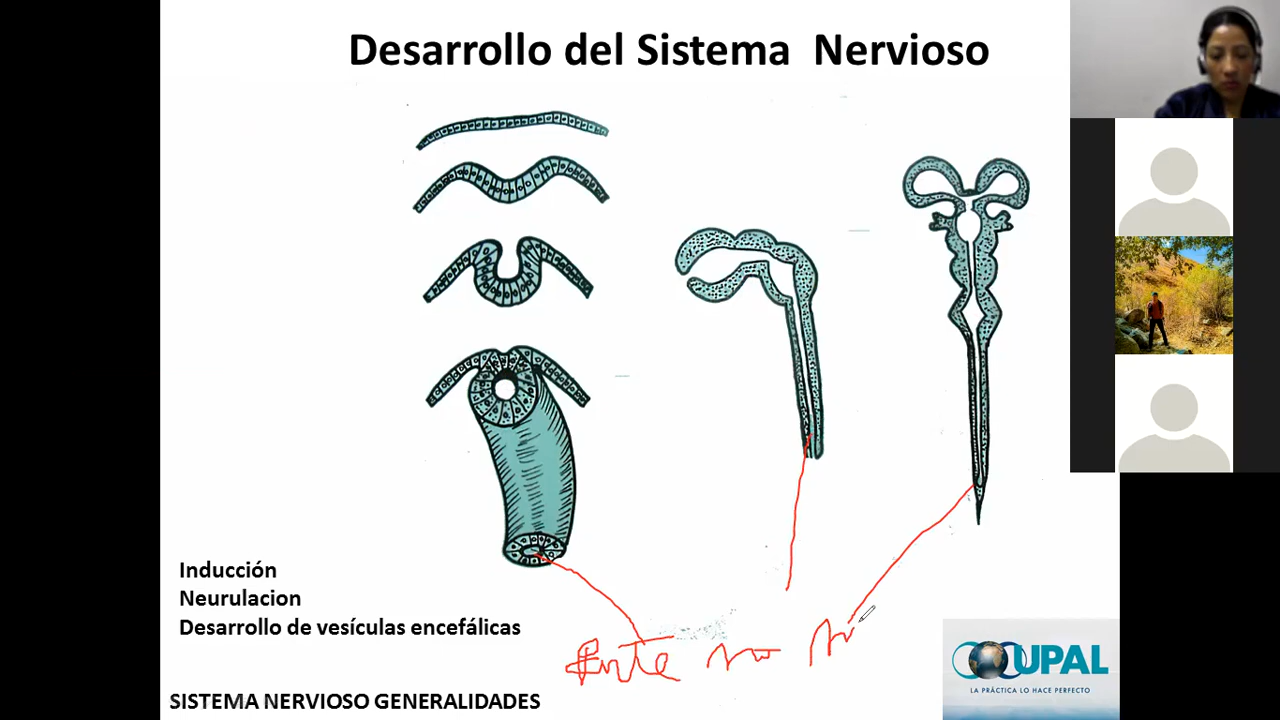 Desarrollo del Sistema Nervioso
Inducción
Neurulacion
Desarrollo de vesículas encefálicas
SISTEMA NERVIOSO GENERALIDADES
UPAL
LA PRÁCTICA LO HACE PERFECTO